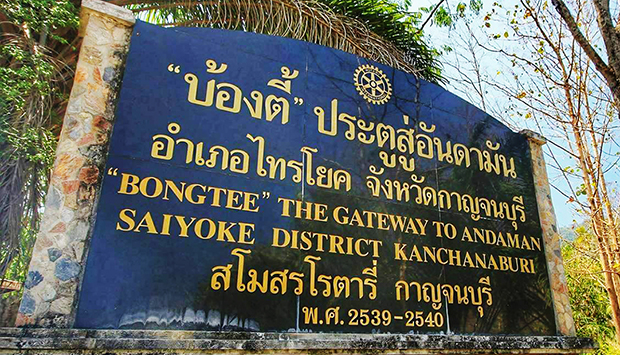 “บ้องตี้” ประตูสู่อันดามัน
อำเภอไทรโยค จังหวัดกาญจนบุรี
“BONGTEE” THE GATEWAY TO ANDAMAN
SAIYOKE DISTRICT KANCHANABURI
สโมสรโรตารี่ กาญจนบุรี
พ.ศ. 2539-2540